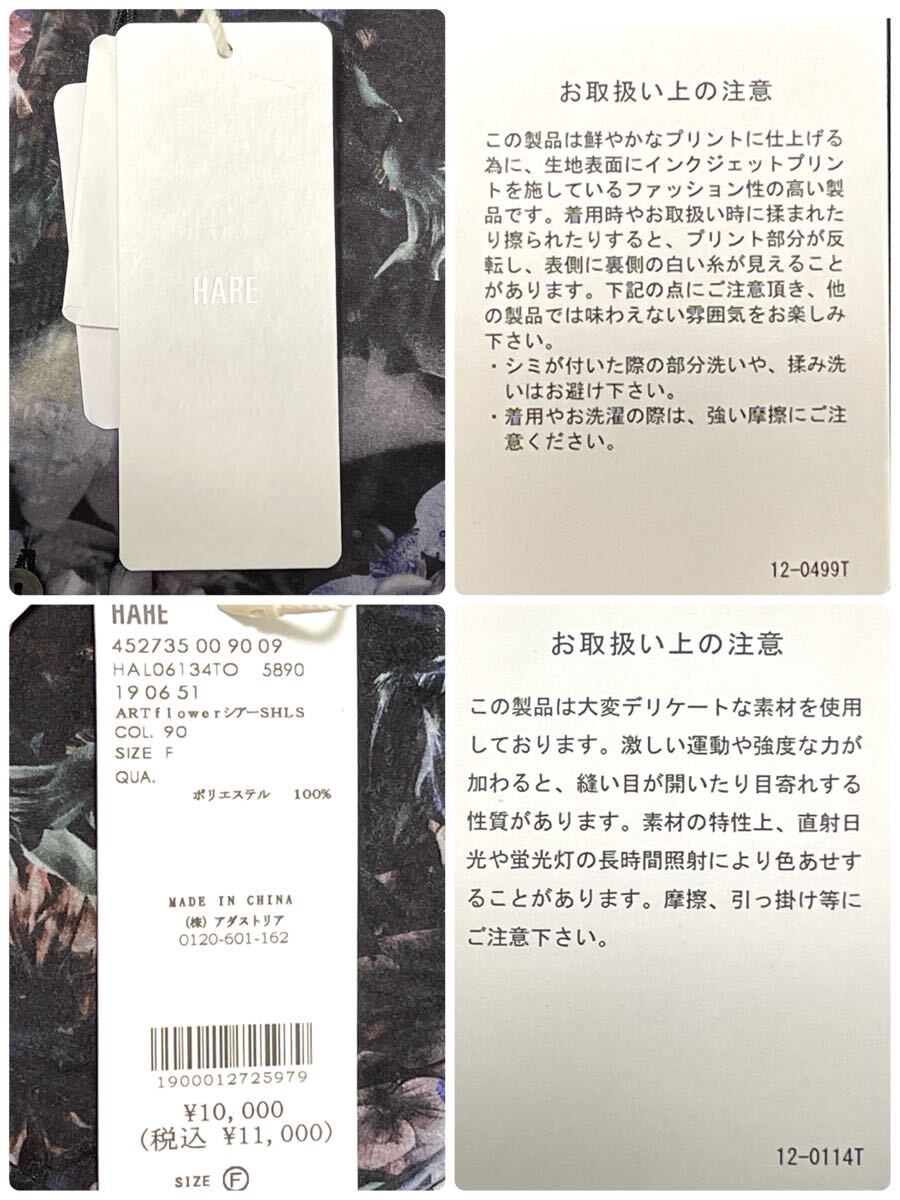 HARE
お取扱い上の注意
この製品は鮮やかなプリントに仕上げる
為に、生地表面にインクジェットプリン
トを施しているファッション性の高い製
品です。着用時やお取扱い時に揉まれた
り擦られたりすると、プリント部分が反
転し、表側に裏側の白い糸が見えること
があります。下記の点にご注意頂き、他
の製品では味わえない雰囲気をお楽しみ
下さい。
・シミが付いた際の部分洗いや、揉み洗
いはお避け下さい。
・着用やお洗濯の際は、強い摩擦にご注
意ください。
12-0499T
HARE
452735 00 90 09
HAL06134TO 5890
19 06 51
ARTflowerシアーSHLS
COL. 90
SIZE F
QUA.
ポリエステル 100%
MADE IN CHINA
(株) アダストリア
0120-601-162
1900012725979
¥10,000
(税込 ¥11,000)
SIZE F
お取扱い上の注意
この製品は大変デリケートな素材を使用
しております。激しい運動や強度な力が
加わると、縫い目が開いたり目寄れする
性質があります。素材の特性上、直射日
光や蛍光灯の長時間照射により色あせす
ることがあります。摩擦、引っ掛け等に
ご注意下さい。
12-0114T